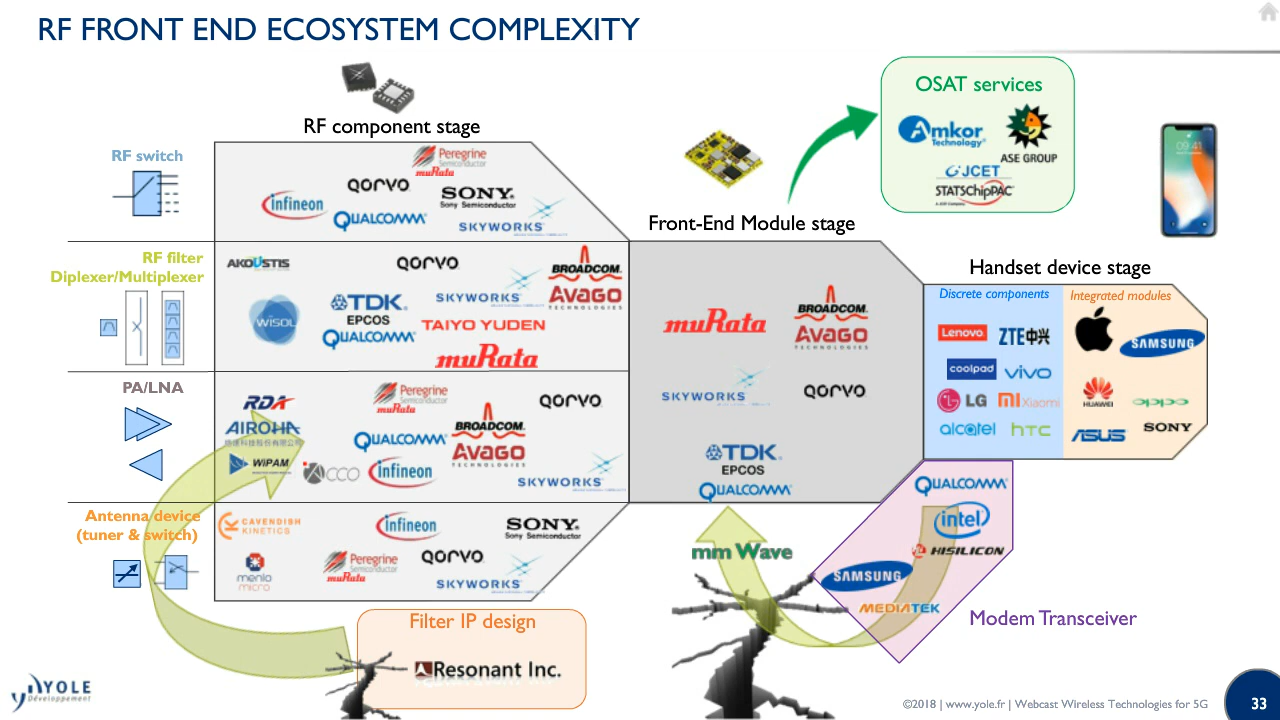 RF FRONT END ECOSYSTEM COMPLEXITY
RF component stage
RF switch
Peregrine
Semiconductor
muRata
QORVO
Infineon
SONY
Sony Semiconductor
QUALCOMM
SKYWORKS
RF filter
Diplexer/Multiplexer
AKOUSTIS
QORVO
BROADCOM
SKYWORKS
AVAGO
TECHNOLOGIES
WiSOL
TDK
EPCOS
QUALCOMM
TAIYO YUDEN
muRata
PA/LNA
RDA
Peregrine
Semiconductor
muRata
QORVO
AIROHA
QUALCOMM
BROADCOM
AVAGO
TECHNOLOGIES
WiPAM
ACCO
Infineon
SKYWORKS
Antenna device
(tuner & switch)
CAVENDISH
KINETICS
Infineon
SONY
Sony Semiconductor
menlo
micro
Peregrine
Semiconductor
muRata
QORVO
SKYWORKS
Filter IP design
Resonant Inc.
Front-End Module stage
muRata
BROADCOM
AVAGO
TECHNOLOGIES
SKYWORKS
QORVO
TDK
EPCOS
QUALCOMM
mm Wave
OSAT services
Amkor
Technology®
ASE GROUP
JCET
STATSChipPAC
09:41
Handset device stage
Discrete components
Lenovo
ZTE中兴
coolpad
vivo
LG
MI Xiaomi
alcatel
hTC
Integrated modules
SAMSUNG
HUAWEI
oppo
ASUS
SONY
QUALCOMM
intel
HISILICON
SAMSUNG
MEDIATEK
Modem Transceiver
YOLE
Développement
©2018 | www.yole.fr | Webcast Wireless Technologies for 5G
33